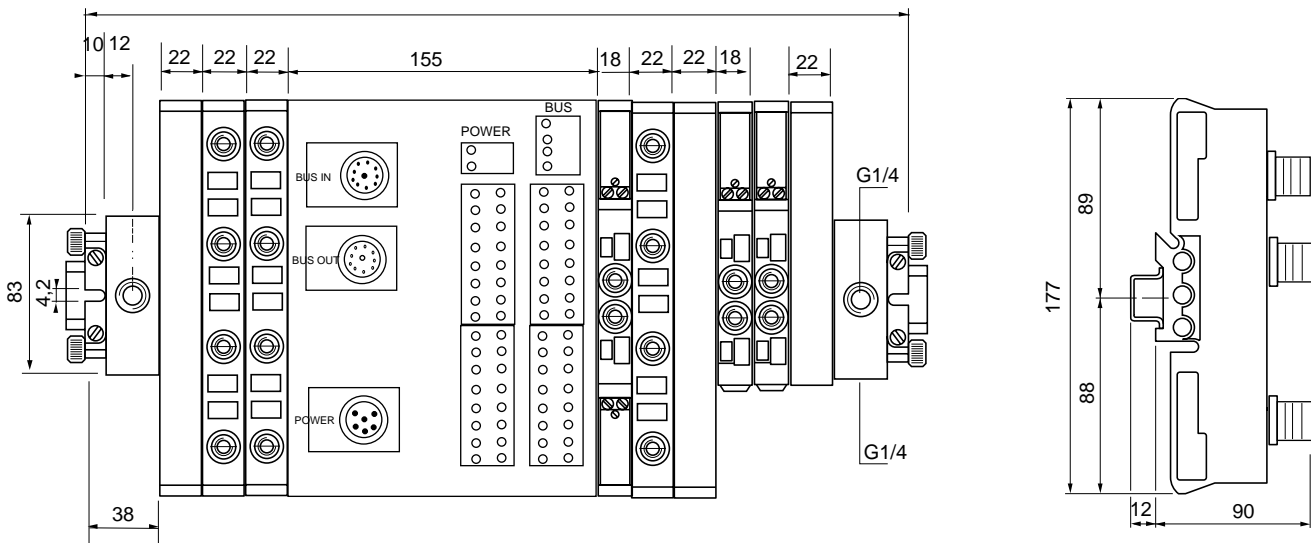 10 12
22 22 22 155 18 22 22 18 22
BUS
POWER
BUS IN
G1/4
BUS OUT
83
4,2
POWER
G1/4
38
89
177
88
12 90